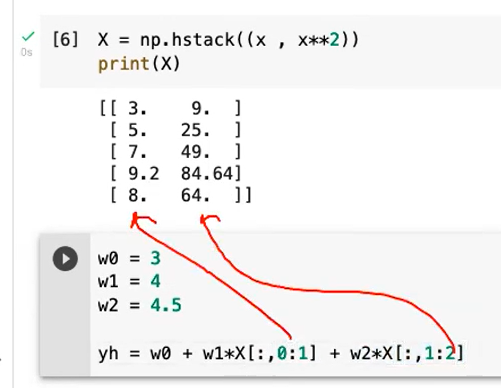 [6] X = np.hstack((x , x**2))
0s
print(X)
[[ 3.     9.  ]
[ 5.    25.  ]
[ 7.    49.  ]
[ 9.2  84.64]
[ 8.    64.  ]]
w0 = 3
w1 = 4
w2 = 4.5
yh = w0 + w1*X[:,0:1] + w2*X[:,1:2]